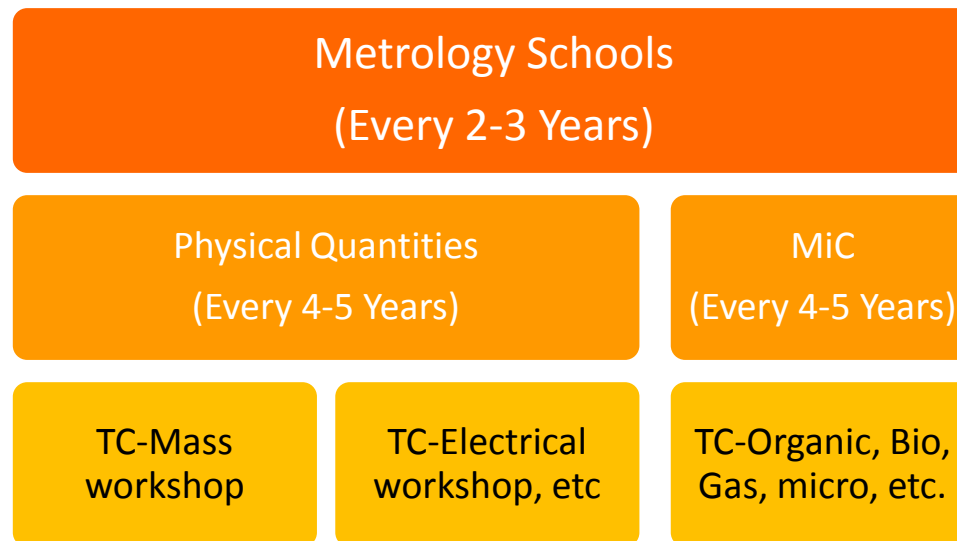 Metrology Schools
(Every 2-3 Years)
Physical Quantities
(Every 4-5 Years)
MiC
(Every 4-5 Years)
TC-Mass
workshop
TC-Electrical
workshop, etc
TC-Organic, Bio,
Gas, micro, etc.